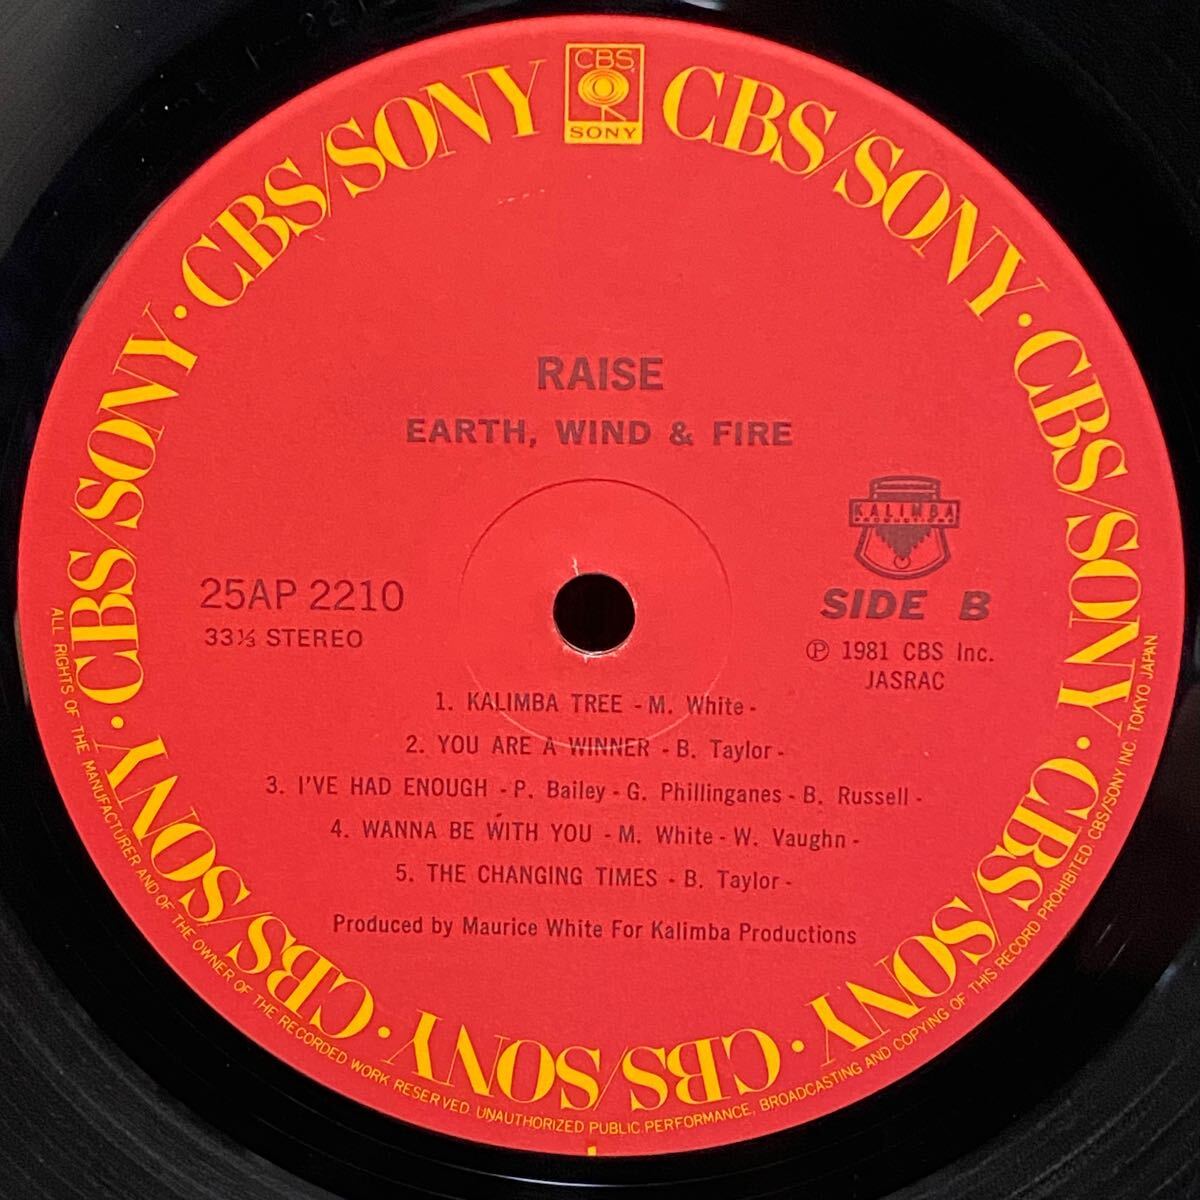 CBS
SONY
CBS/SONY · CBS/SONY · CBS/SONY · CBS/SONY · CBS/SONY · CBS/SONY · CBS/SONY
RAISE
EARTH, WIND & FIRE
KALIMBA
PRODUCTIONS
25AP 2210
33⅓ STEREO
SIDE B
Ⓟ 1981 CBS Inc.
JASRAC
1. KALIMBA TREE - M. White -
2. YOU ARE A WINNER - B. Taylor -
3. I'VE HAD ENOUGH - P. Bailey - G. Phillinganes - B. Russell -
4. WANNA BE WITH YOU - M. White - W. Vaughn -
5. THE CHANGING TIMES - B. Taylor -
Produced by Maurice White For Kalimba Productions
ALL RIGHTS OF THE MANUFACTURER AND OF THE OWNER OF THE RECORDED WORK RESERVED. UNAUTHORIZED PUBLIC PERFORMANCE, BROADCASTING AND COPYING OF THIS RECORD PROHIBITED CBS/SONY INC. TOKYO JAPAN.